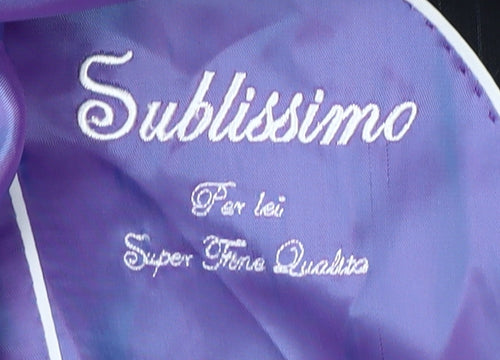 Sublissimo
Per lei
Super Fine Qualita